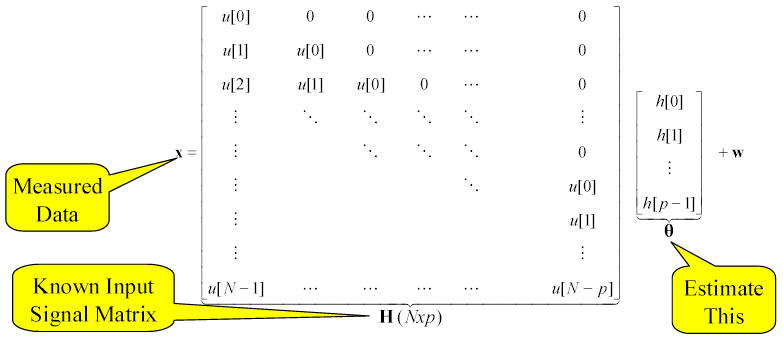 u[0] 0 0 ⋯ ⋯ 0
u[1] u[0] 0 ⋯ ⋯ 0
u[2] u[1] u[0] 0 ⋯ 0
⋮ ⋱ ⋱ ⋱ ⋱ ⋮
⋮ ⋱ ⋱ ⋱ 0
⋮ ⋱ u[0]
⋮ u[1]
⋮ ⋮
u[N−1] ⋯ ⋯ ⋯ ⋯ u[N−p]
x =
h[0]
h[1]
⋮
h[p−1]
θ
+ w
Measured
Data
Known Input
Signal Matrix
H (Nxp)
Estimate
This